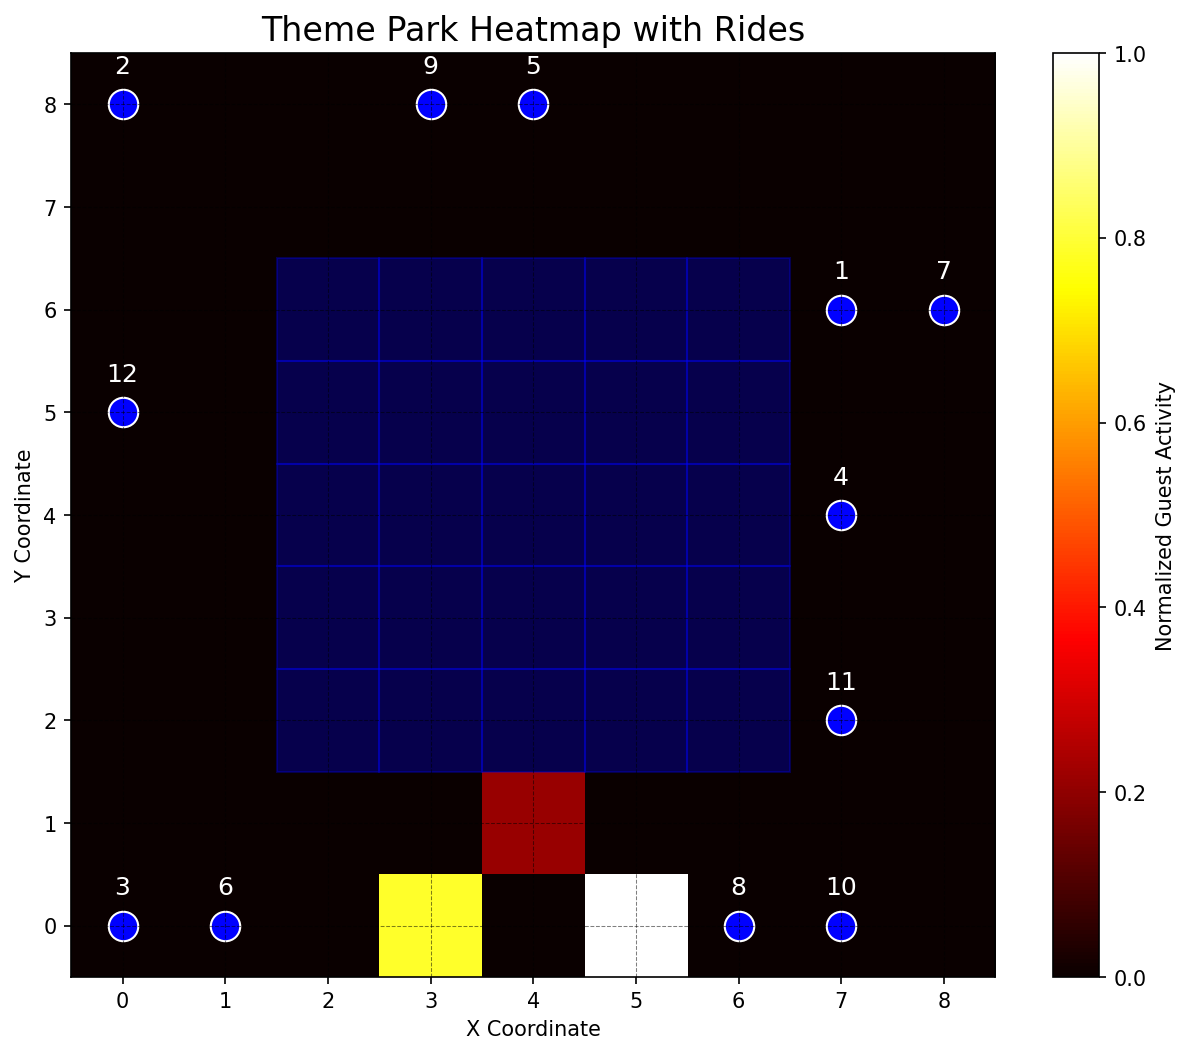 Theme Park Heatmap with Rides
2 9 5
1 7
12
4
11
3 6 8 10
8
7
6
5
4
3
2
1
0
Y Coordinate
0 1 2 3 4 5 6 7 8
X Coordinate
1.0
0.8
0.6
0.4
0.2
0.0
Normalized Guest Activity